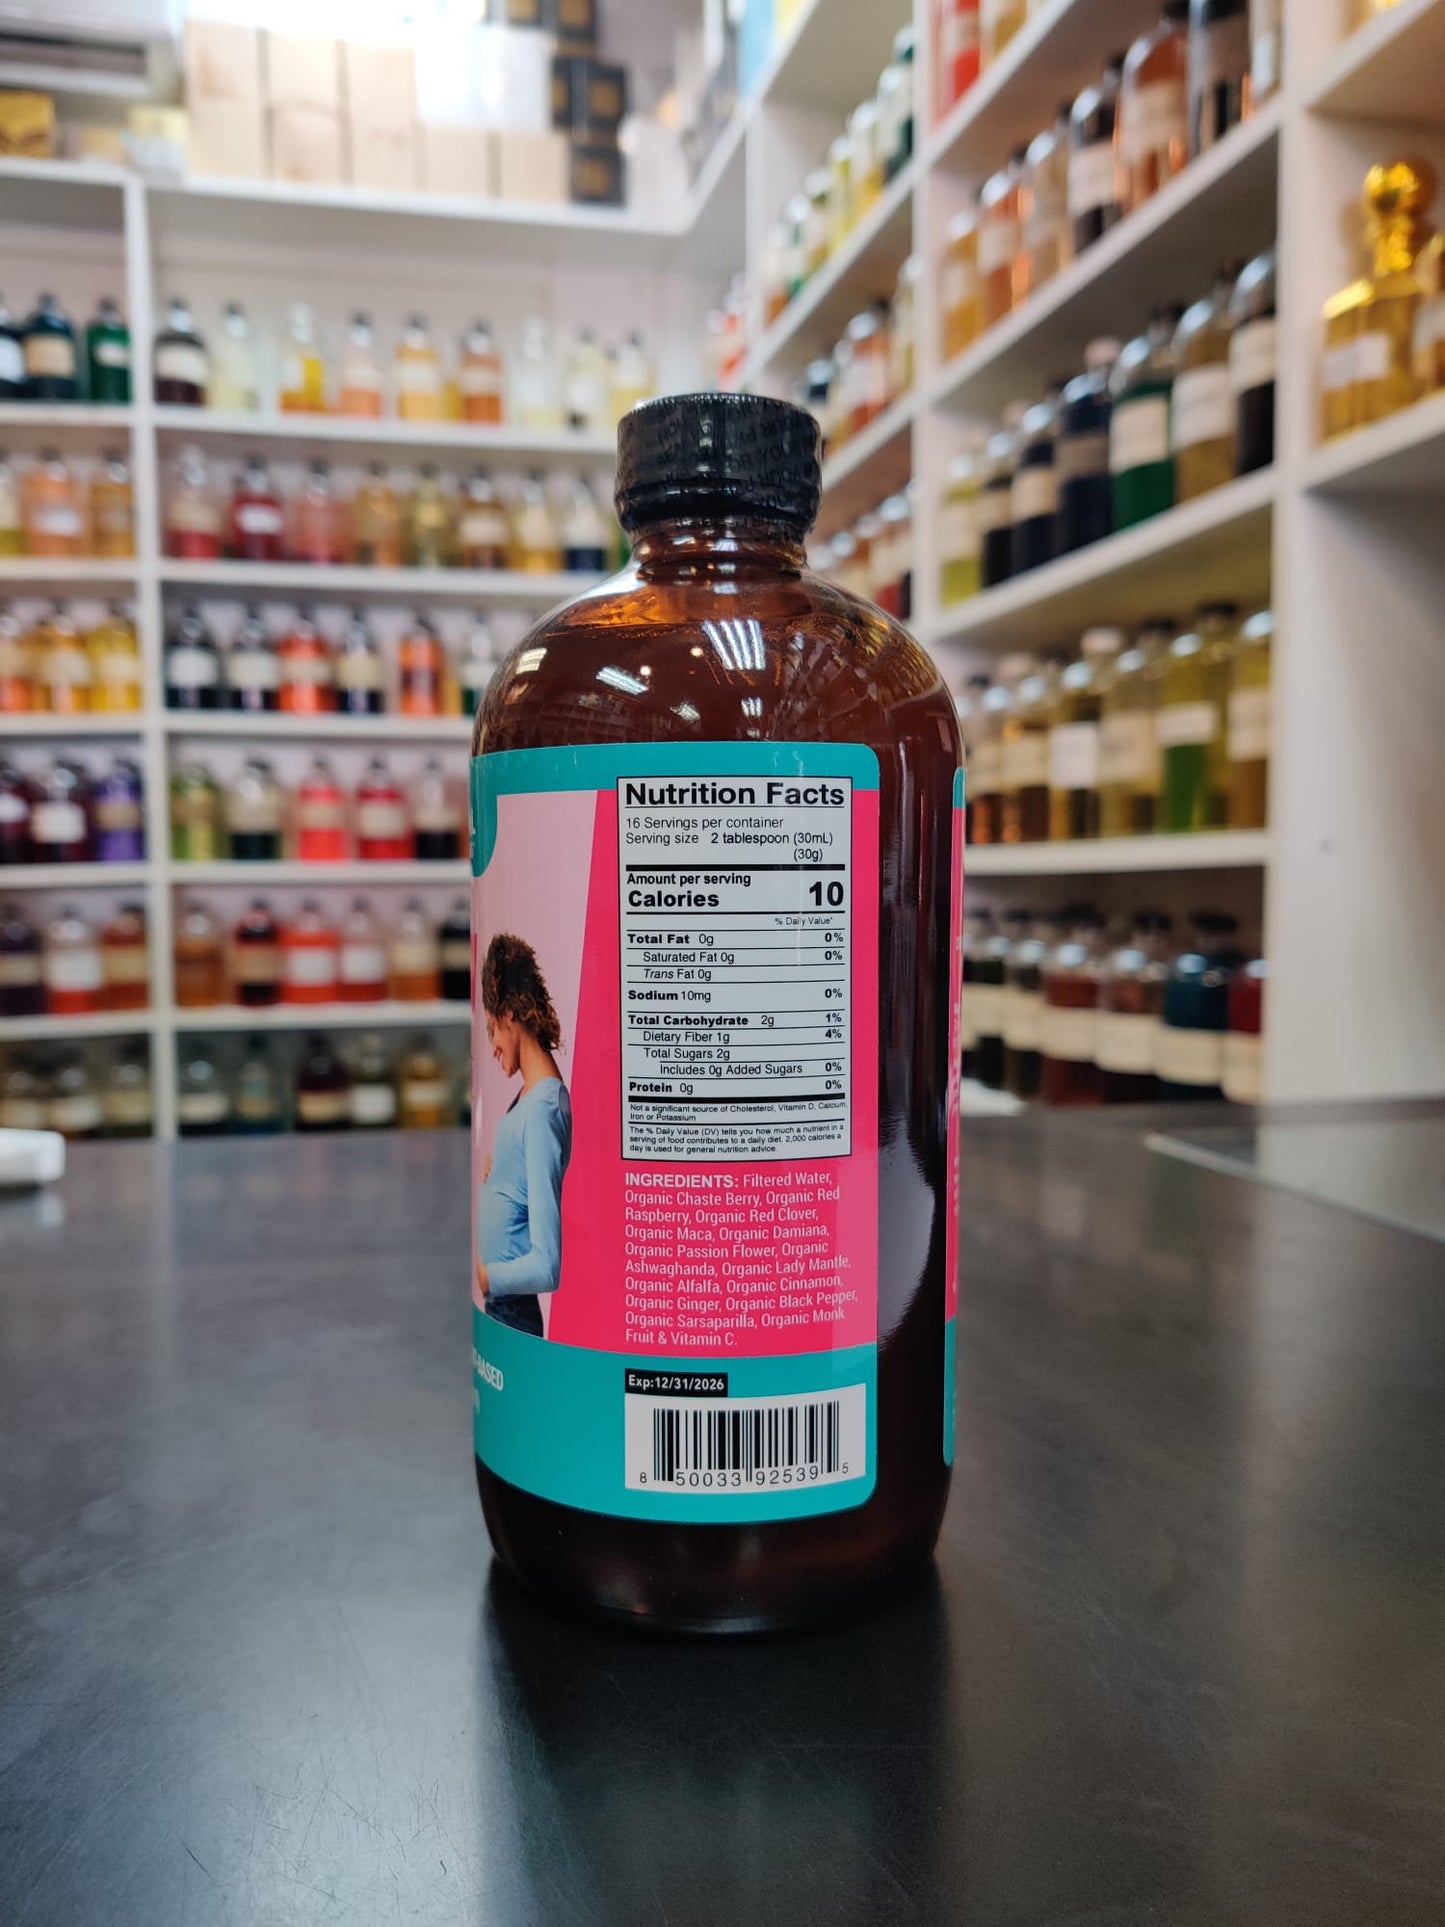 Nutrition Facts
16 Servings per container
Serving size 2 tablespoon (30mL)
(30g)
Amount per serving
Calories 10
% Daily Value*
Total Fat 0g 0%
Saturated Fat 0g 0%
Trans Fat 0g
Sodium 10mg 0%
Total Carbohydrate 2g 1%
Dietary Fiber 1g 4%
Total Sugars 2g
Includes 0g Added Sugars 0%
Protein 0g 0%
Not a significant source of Cholesterol, Vitamin D, Calcium,
Iron or Potassium
The % Daily Value (DV) tells you how much a nutrient in a
serving of food contributes to a daily diet. 2,000 calories a
day is used for general nutrition advice.
INGREDIENTS: Filtered Water,
Organic Chaste Berry, Organic Red
Raspberry, Organic Red Clover,
Organic Maca, Organic Damiana,
Organic Passion Flower, Organic
Ashwaghanda, Organic Lady Mantle,
Organic Alfalfa, Organic Cinnamon,
Organic Ginger, Organic Black Pepper,
Organic Sarsaparilla, Organic Monk
Fruit & Vitamin C.
-BASED
Exp:12/31/2026
8 50033 92539 5